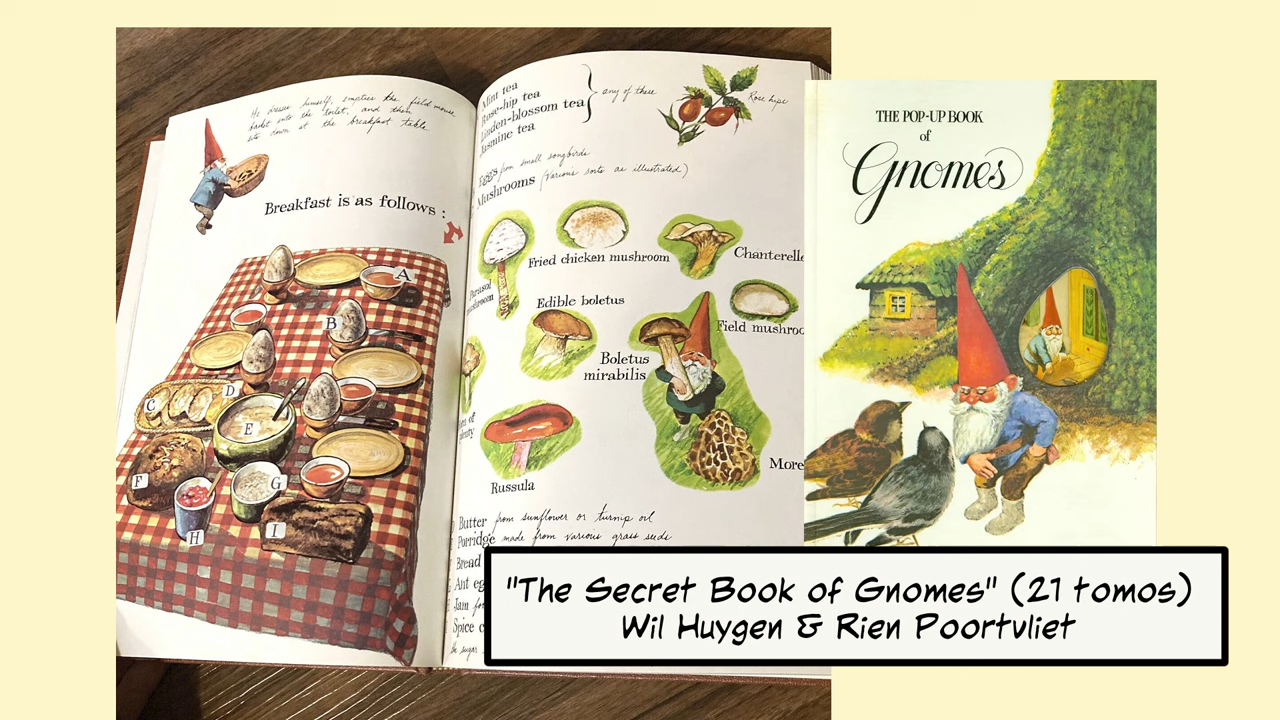 He dresses himself, empties the field mouse
basket into the toilet, and then
sits down at the breakfast table
Breakfast is as follows :
A
B
C
D
E
F
G
H
I
Mint tea
Rose-hip tea
Linden-blossom tea
Jasmine tea
any of these
Rose hips
Eggs from small songbirds
Mushrooms (various sorts as illustrated)
Parasol
mushroom
Fried chicken mushroom
Chanterelle
Edible boletus
Field mushroo
Boletus
mirabilis
Russula
More
Butter from sunflower or turnip oil
Porridge made from various grass seeds
Bread
Ant eg
Jam
Spice c
THE POP-UP BOOK
of
Gnomes
"The Secret Book of Gnomes" (21 tomos)
Wil Huygen & Rien Poortvliet